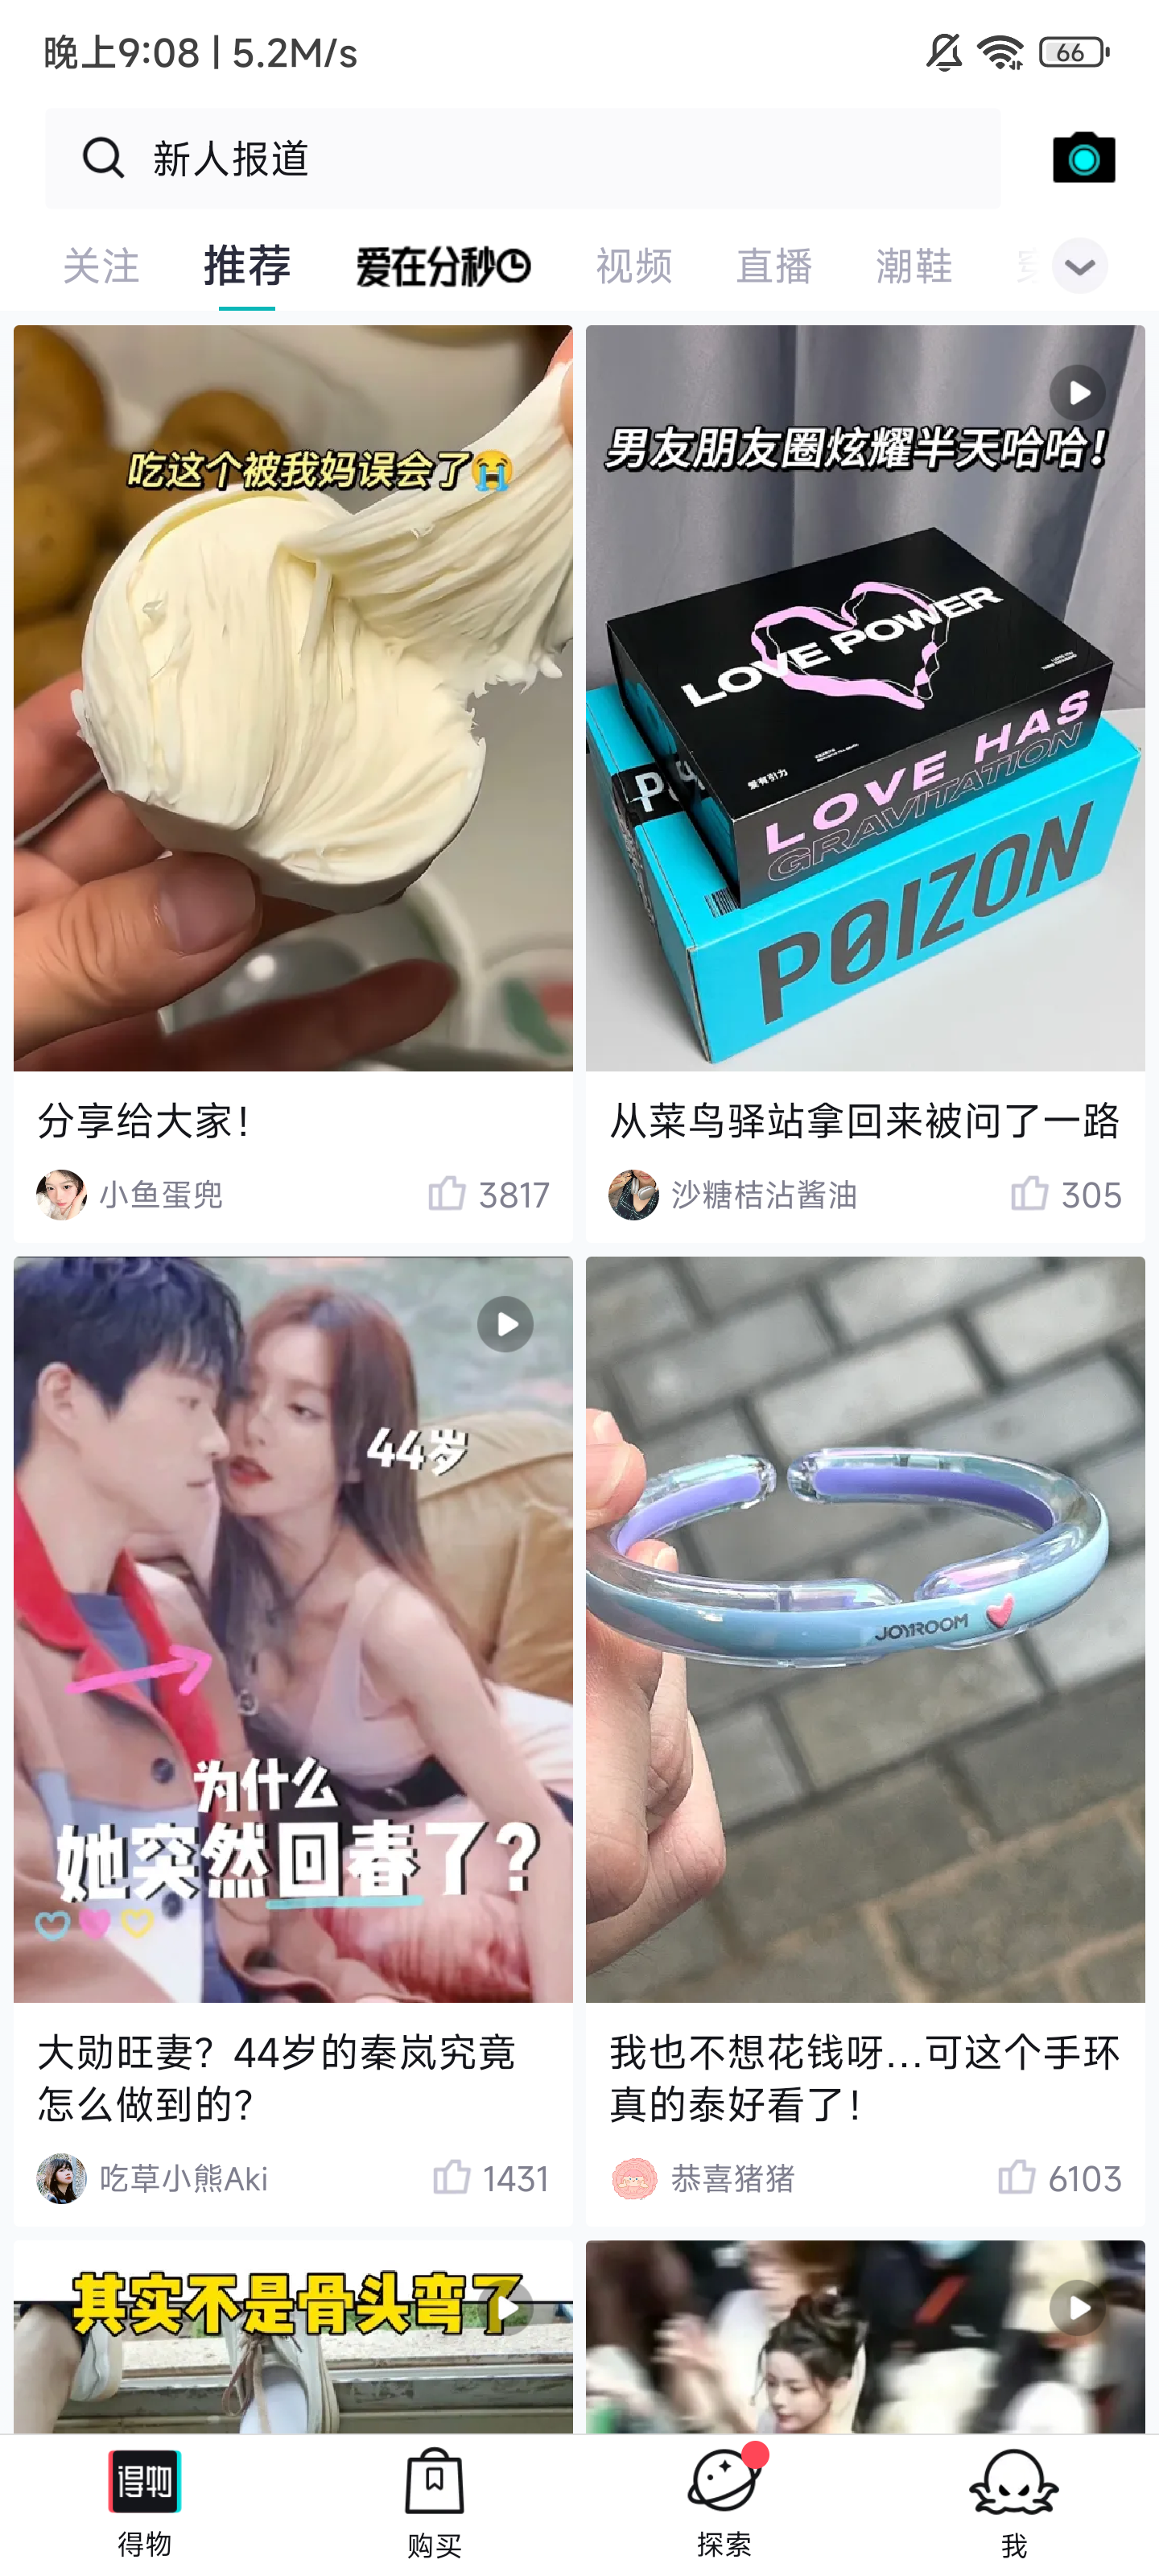 晚上9:08 | 5.2M/s
66
新人报道
关注 推荐 爱在分秒 视频 直播 潮鞋
吃这个被我妈误会了😭
分享给大家!
小鱼蛋兜 3817
男友朋友圈炫耀半天哈哈!
LOVE POWER
爱有引力
LOVE HAS
GRAVITATION
POIZON
从菜鸟驿站拿回来被问了一路
沙糖桔沾酱油 305
44岁
为什么
她突然回春了?
大勋旺妻?44岁的秦岚究竟
怎么做到的?
吃草小熊Aki 1431
JOYROOM
我也不想花钱呀...可这个手环
真的泰好看了!
恭喜猪猪 6103
其实不是骨头弯了
得物
得物 购买 探索 我